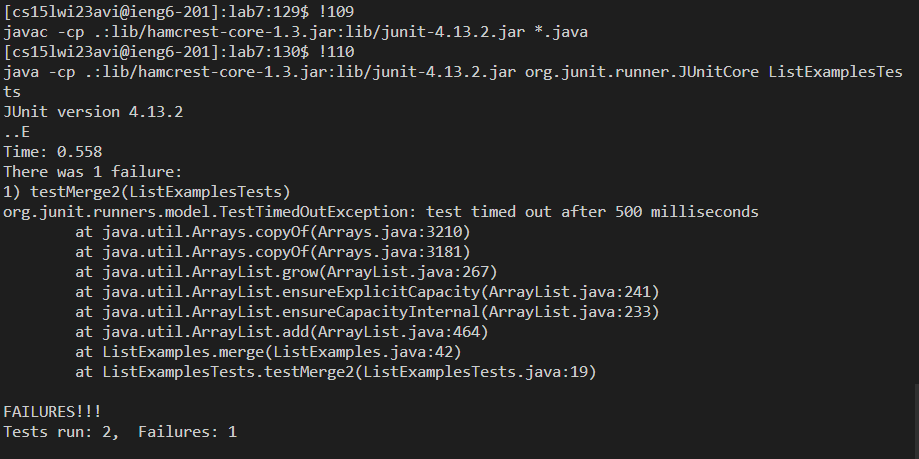 [cs15lwi23avi@ieng6-201]:lab7:129$ !109
javac -cp .:lib/hamcrest-core-1.3.jar:lib/junit-4.13.2.jar *.java
[cs15lwi23avi@ieng6-201]:lab7:130$ !110
java -cp .:lib/hamcrest-core-1.3.jar:lib/junit-4.13.2.jar org.junit.runner.JUnitCore ListExamplesTes
ts
JUnit version 4.13.2
..E
Time: 0.558
There was 1 failure:
1) testMerge2(ListExamplesTests)
org.junit.runners.model.TestTimedOutException: test timed out after 500 milliseconds
        at java.util.Arrays.copyOf(Arrays.java:3210)
        at java.util.Arrays.copyOf(Arrays.java:3181)
        at java.util.ArrayList.grow(ArrayList.java:267)
        at java.util.ArrayList.ensureExplicitCapacity(ArrayList.java:241)
        at java.util.ArrayList.ensureCapacityInternal(ArrayList.java:233)
        at java.util.ArrayList.add(ArrayList.java:464)
        at ListExamples.merge(ListExamples.java:42)
        at ListExamplesTests.testMerge2(ListExamplesTests.java:19)

FAILURES!!!
Tests run: 2,  Failures: 1